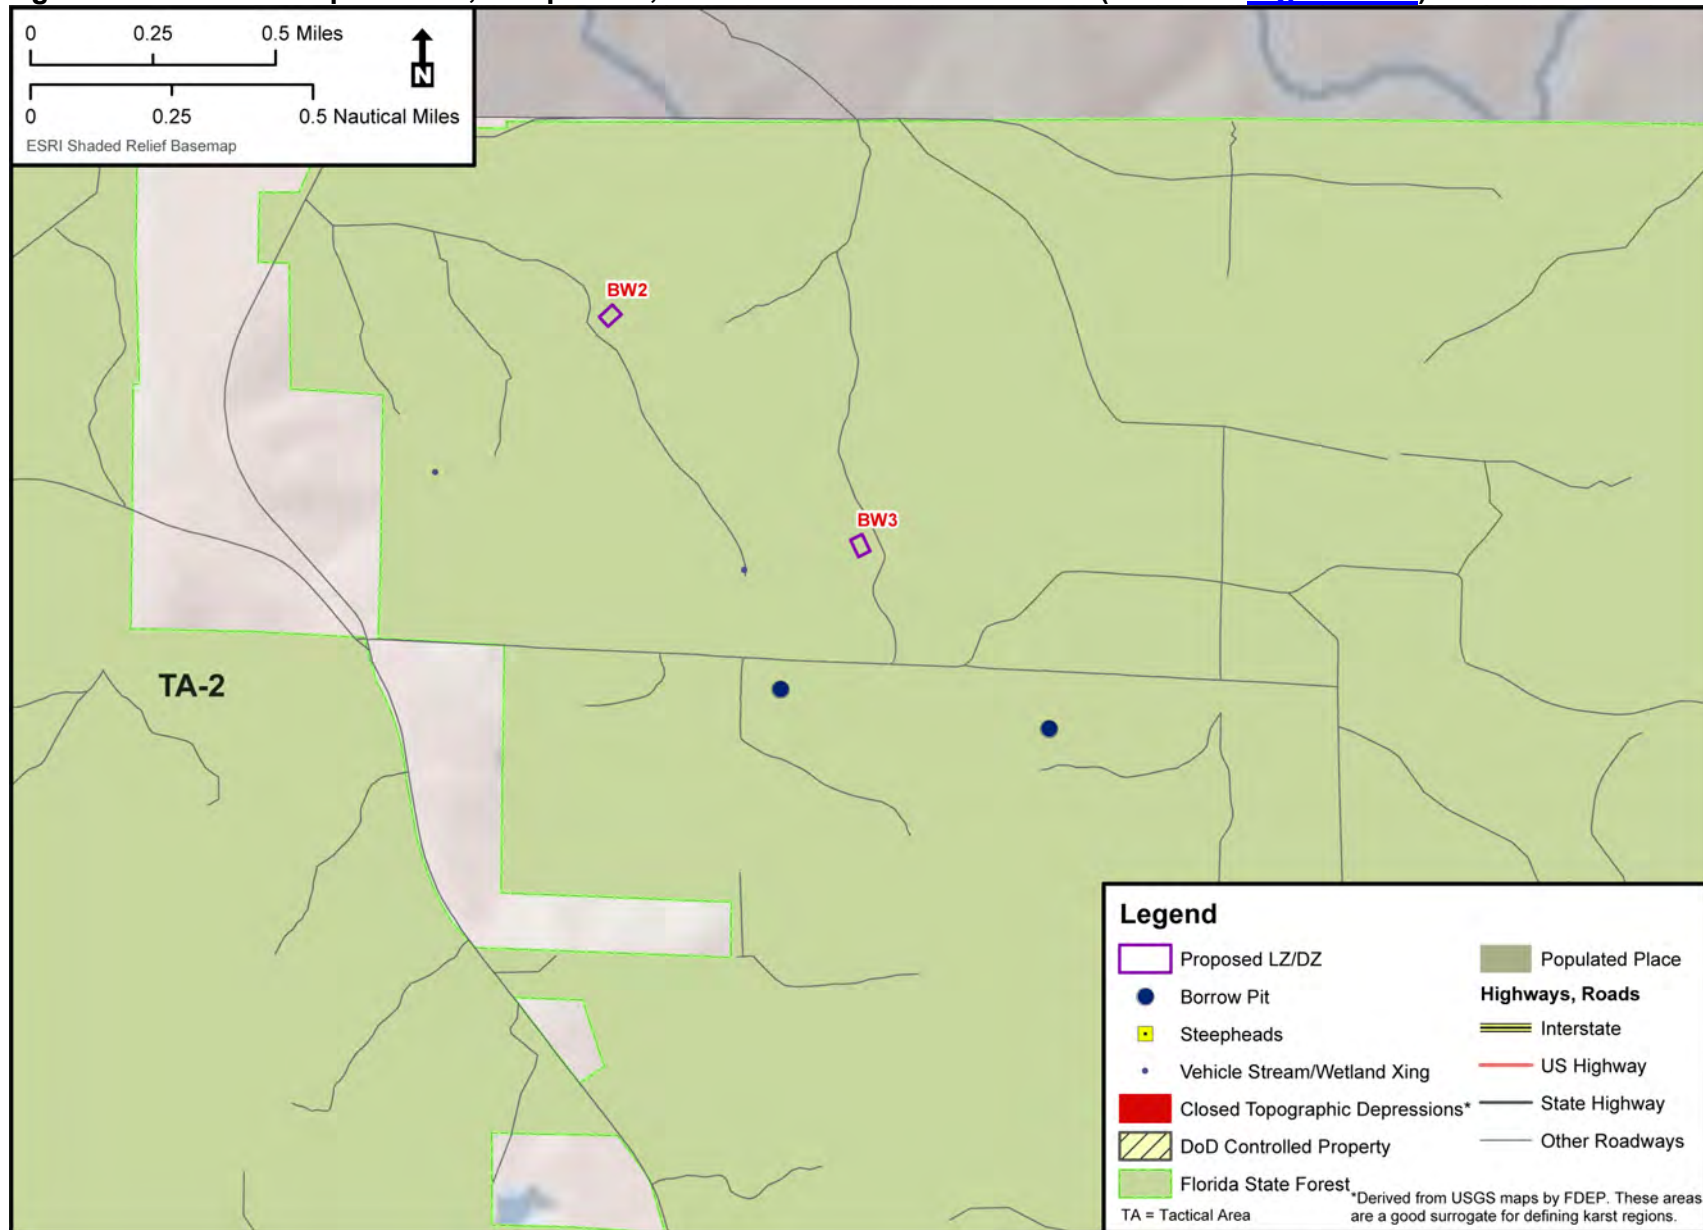 0 0.25 0.5 Miles
N
0 0.25 0.5 Nautical Miles
ESRI Shaded Relief Basemap
BW2
BW3
TA-2
Legend
Proposed LZ/DZ
Borrow Pit
Steepheads
Vehicle Stream/Wetland Xing
Closed Topographic Depressions*
DoD Controlled Property
Florida State Forest
TA = Tactical Area
Populated Place
Highways, Roads
Interstate
US Highway
State Highway
Other Roadways
*Derived from USGS maps by FDEP. These areas
are a good surrogate for defining karst regions.